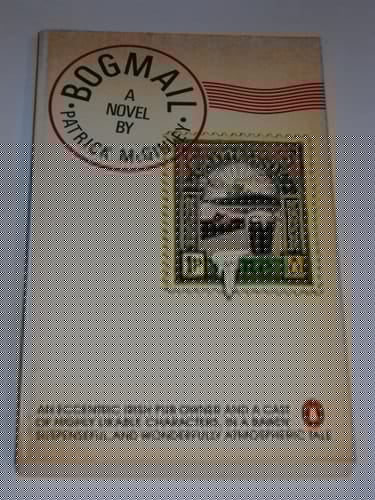 BOGMAIL
A
NOVEL
BY
PATRICK McGINLEY
AN ECCENTRIC IRISH PUB OWNER AND A CAST
OF HIGHLY LIKABLE CHARACTERS, IN A BAWDY,
SUSPENSEFUL, AND WONDERFULLY ATMOSPHERIC TALE